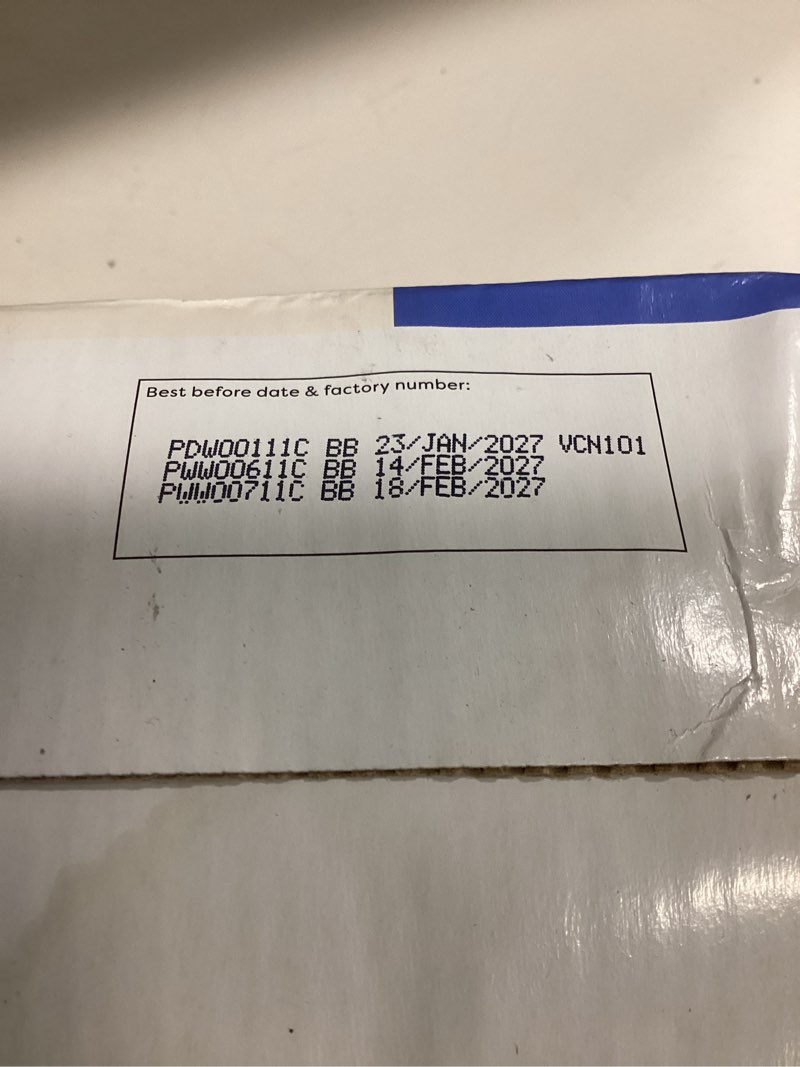 Best before date & factory number:
PDW00111C BB 23/JAN/2027 VCN101
PWW00611C BB 14/FEB/2027
PWW00711C BB 18/FEB/2027